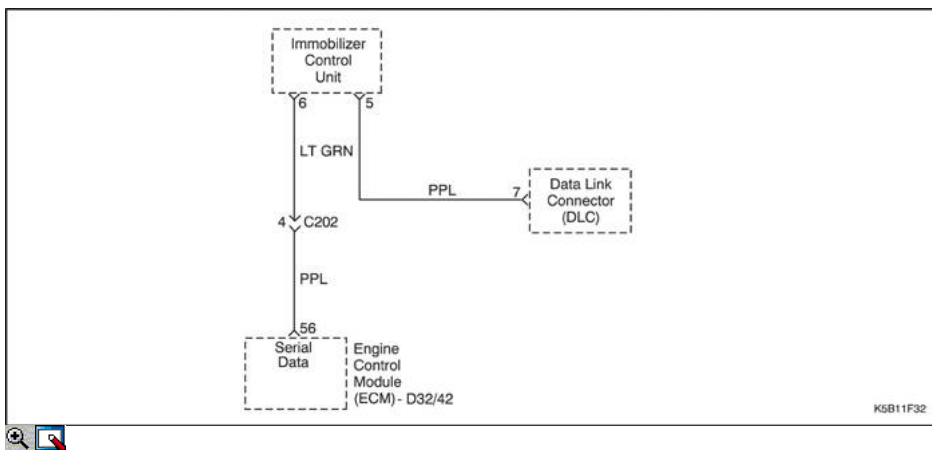 Immobilizer
Control
Unit
6
5
LT GRN
PPL
7
Data Link
Connector
(DLC)
4
C202
PPL
56
Serial
Data
Engine
Control
Module
(ECM) - D32/42
K5B11F32